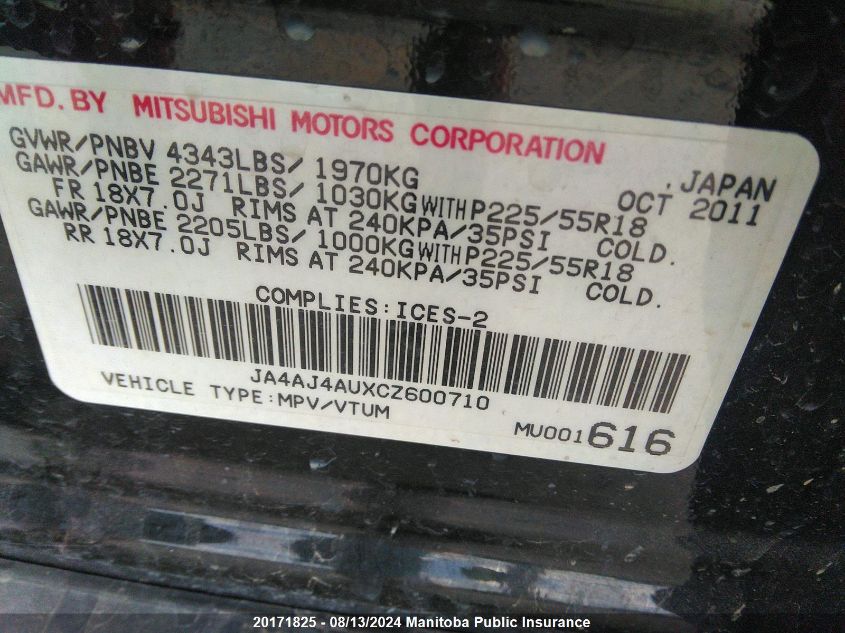 MFD. BY MITSUBISHI MOTORS CORPORATION
GVWR/PNBV 4343LBS/ 1970KG , JAPAN
GAWR/PNBE 2271LBS/ 1030KG WITH P225/55R18 OCT 2011
FR 18X7.0J RIMS AT 240KPA/35PSI COLD.
GAWR/PNBE 2205LBS/ 1000KG WITH P225/55R18
RR 18X7.0J RIMS AT 240KPA/35PSI COLD.
COMPLIES:ICES-2
JA4AJ4AUXCZ600710
VEHICLE TYPE:MPV/VTUM
MU001616
20171825 - 08/13/2024 Manitoba Public Insurance